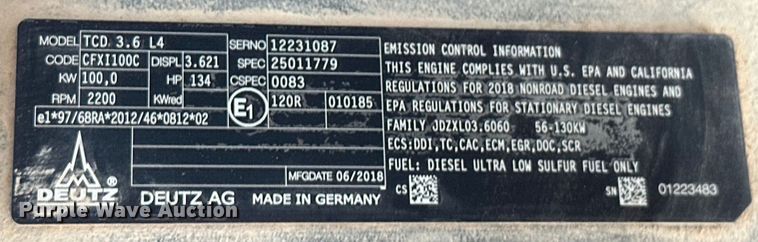 MODEL TCD 3.6 L4 SERNO 12231087
CODE CFXI100C DISPL 3.621 SPEC 25011779
KW 100,0 HP 134 CSPEC 0083
RPM 2200 KWred E1 120R 010185
e1*97/68RA*2012/46*0812*02
MFGDATE 06/2018
DEUTZ DEUTZ AG MADE IN GERMANY
EMISSION CONTROL INFORMATION
THIS ENGINE COMPLIES WITH U.S. EPA AND CALIFORNIA
REGULATIONS FOR 2018 NONROAD DIESEL ENGINES AND
EPA REGULATIONS FOR STATIONARY DIESEL ENGINES
FAMILY JDZXL03.6060 56-130KW
ECS:DDI,TC,CAC,ECM,EGR,DOC,SCR
FUEL: DIESEL ULTRA LOW SULFUR FUEL ONLY
CS SN 01223483
Purple Wave Auction